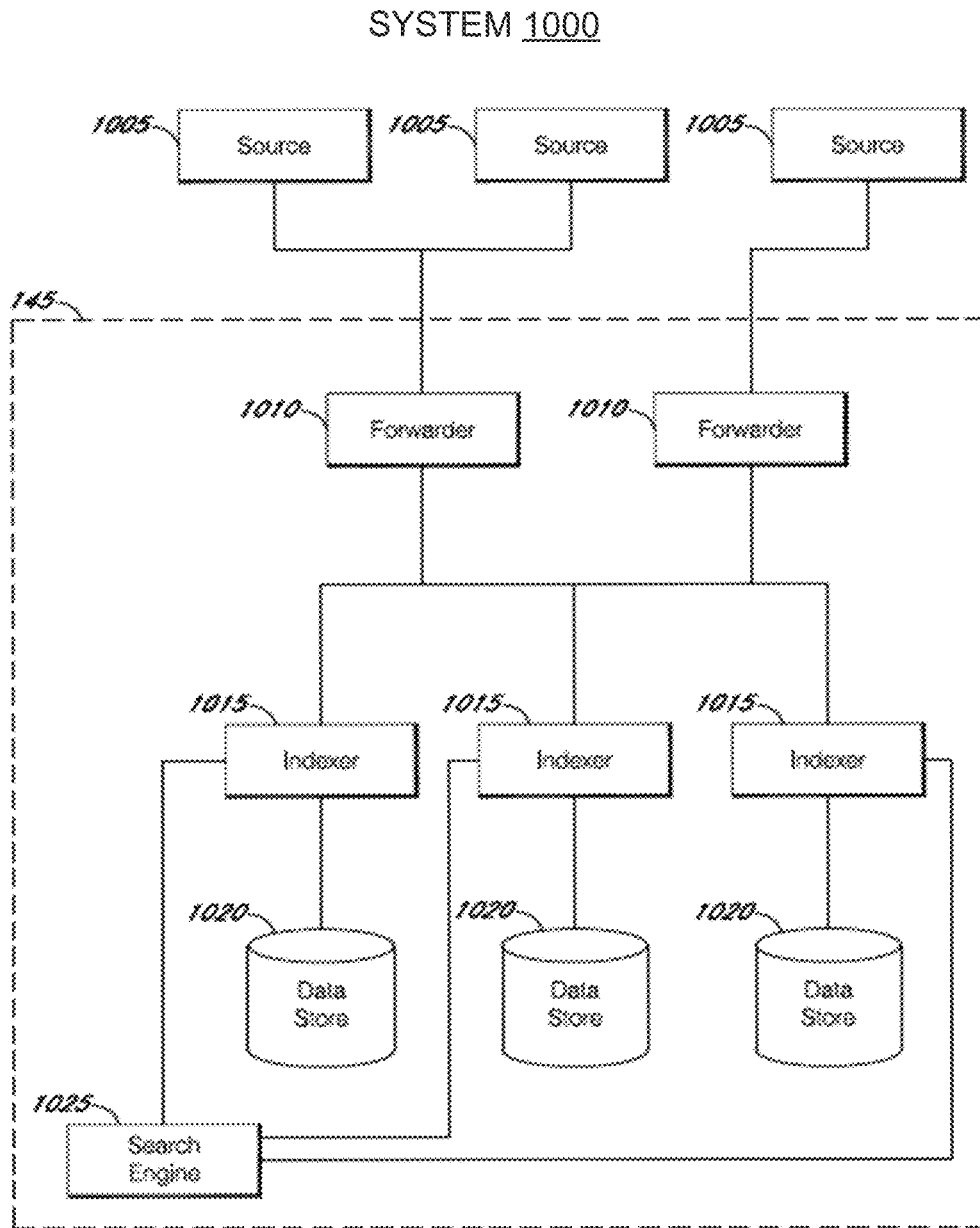 SYSTEM 1000
1005
Source
1005
Source
1005
Source
145
1010
Forwarder
1010
Forwarder
1015
Indexer
1015
Indexer
1015
Indexer
1020
Data
Store
1020
Data
Store
1020
Data
Store
1025
Search
Engine